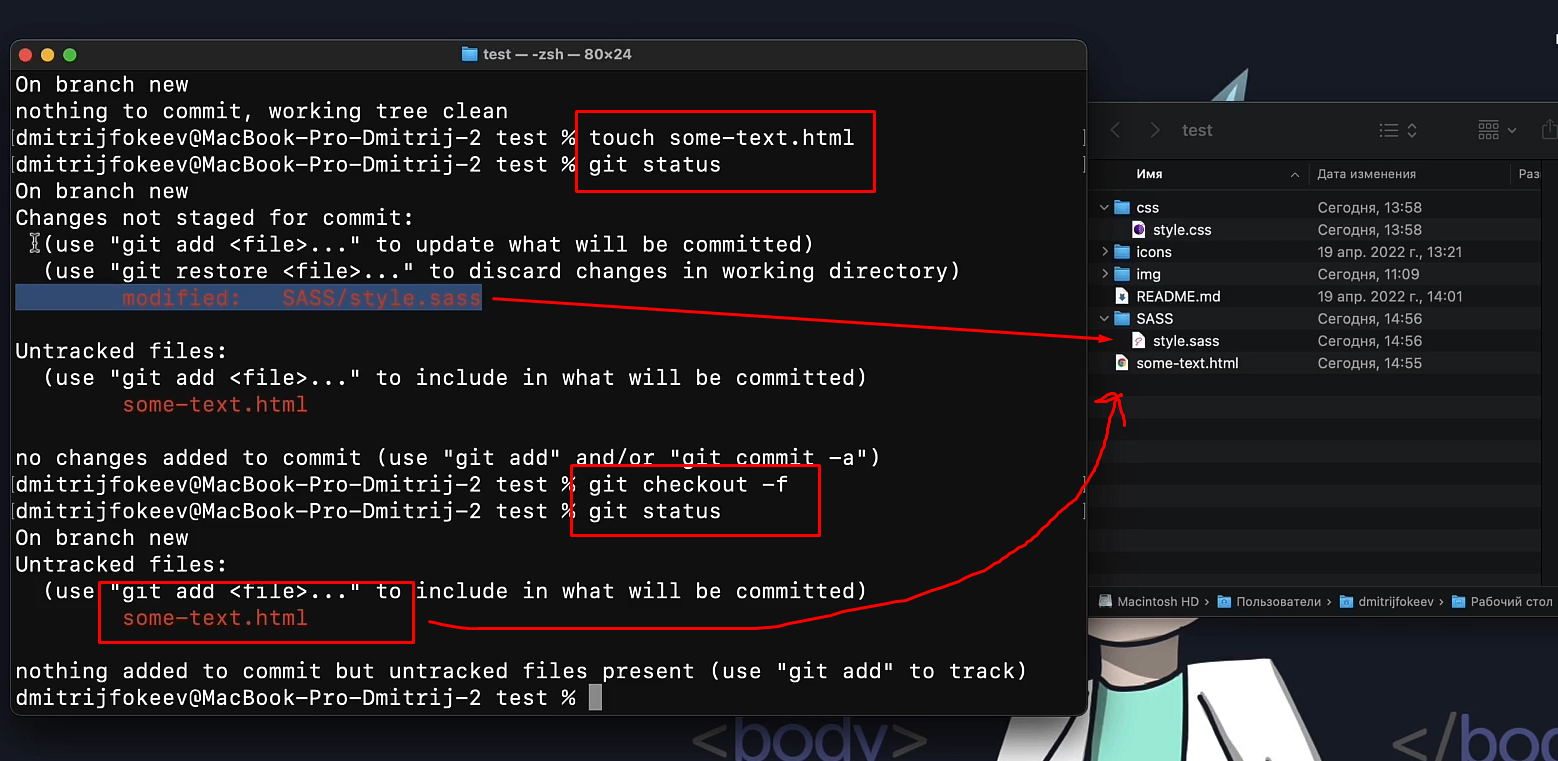 test — -zsh — 80×24
On branch new
nothing to commit, working tree clean
[dmitrijfokeev@MacBook-Pro-Dmitrij-2 test % touch some-text.html ]
[dmitrijfokeev@MacBook-Pro-Dmitrij-2 test % git status ]
On branch new
Changes not staged for commit:
(use "git add <file>..." to update what will be committed)
(use "git restore <file>..." to discard changes in working directory)
modified: SASS/style.sass
Untracked files:
(use "git add <file>..." to include in what will be committed)
some-text.html
no changes added to commit (use "git add" and/or "git commit -a")
[dmitrijfokeev@MacBook-Pro-Dmitrij-2 test % git checkout -f ]
[dmitrijfokeev@MacBook-Pro-Dmitrij-2 test % git status ]
On branch new
Untracked files:
(use "git add <file>..." to include in what will be committed)
some-text.html
nothing added to commit but untracked files present (use "git add" to track)
dmitrijfokeev@MacBook-Pro-Dmitrij-2 test %
test
Имя Дата изменения Раз
css Сегодня, 13:58
style.css Сегодня, 13:58
icons 19 апр. 2022 г., 13:21
img Сегодня, 11:09
README.md 19 апр. 2022 г., 14:01
SASS Сегодня, 14:56
style.sass Сегодня, 14:56
some-text.html Сегодня, 14:55
Macintosh HD › Пользователи › dmitrijfokeev › Рабочий стол
<body> </bod